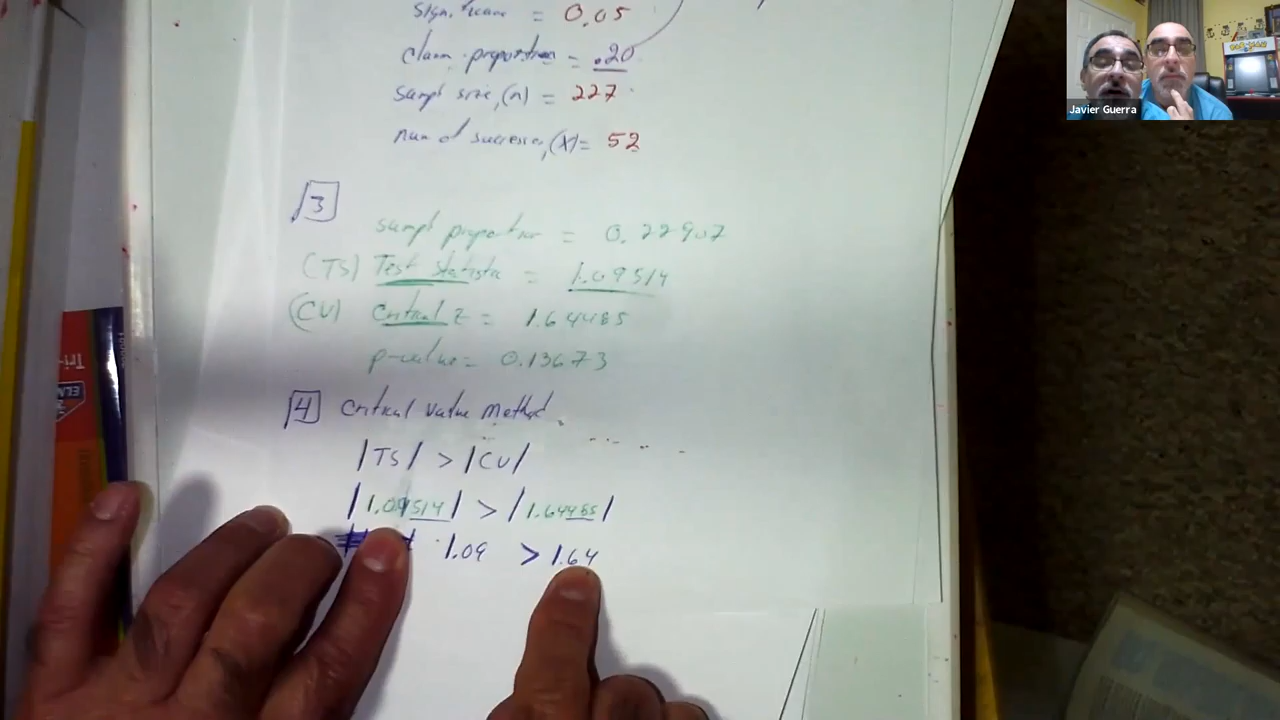 = 0.05
claim proportion = .20
sampl size, (n) = 227
num of successes, (X) = 52
3
sampl proportion = 0.22907
(TS) Test statistic = 1.09514
(CV) Critical z = 1.64485
p-value = 0.13673
4 Critical Value Method
|TS| > |CV|
|1.09514| > |1.64485|
1.09 > 1.64
Javier Guerra